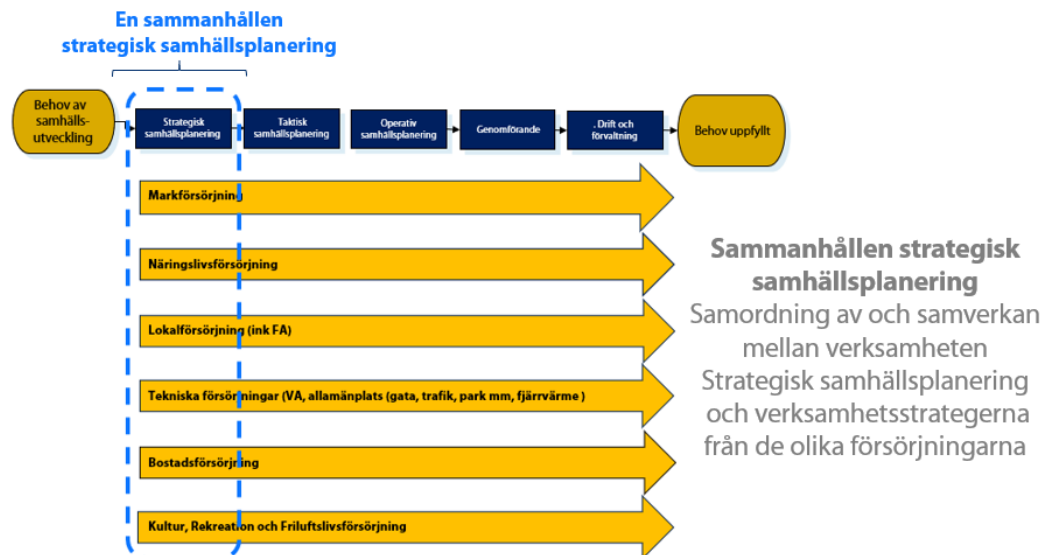 En sammanhållen
strategisk samhällsplanering
Behov av
samhälls-
utveckling
Strategisk
samhällsplanering
Taktisk
samhällsplanering
Operativ
samhällsplanering
Genomförande
. Drift och
förvaltning
Behov uppfyllt
Markförsörjning
Näringslivsförsörjning
Lokalförsörjning (ink FA)
Tekniska försörjningar (VA, allamänplats (gata, trafik, park mm, fjärrvärme )
Bostadsförsörjning
Kultur, Rekreation och Friluftslivsförsörjning
Sammanhållen strategisk
samhällsplanering
Samordning av och samverkan
mellan verksamheten
Strategisk samhällsplanering
och verksamhetsstrategerna
från de olika försörjningarna